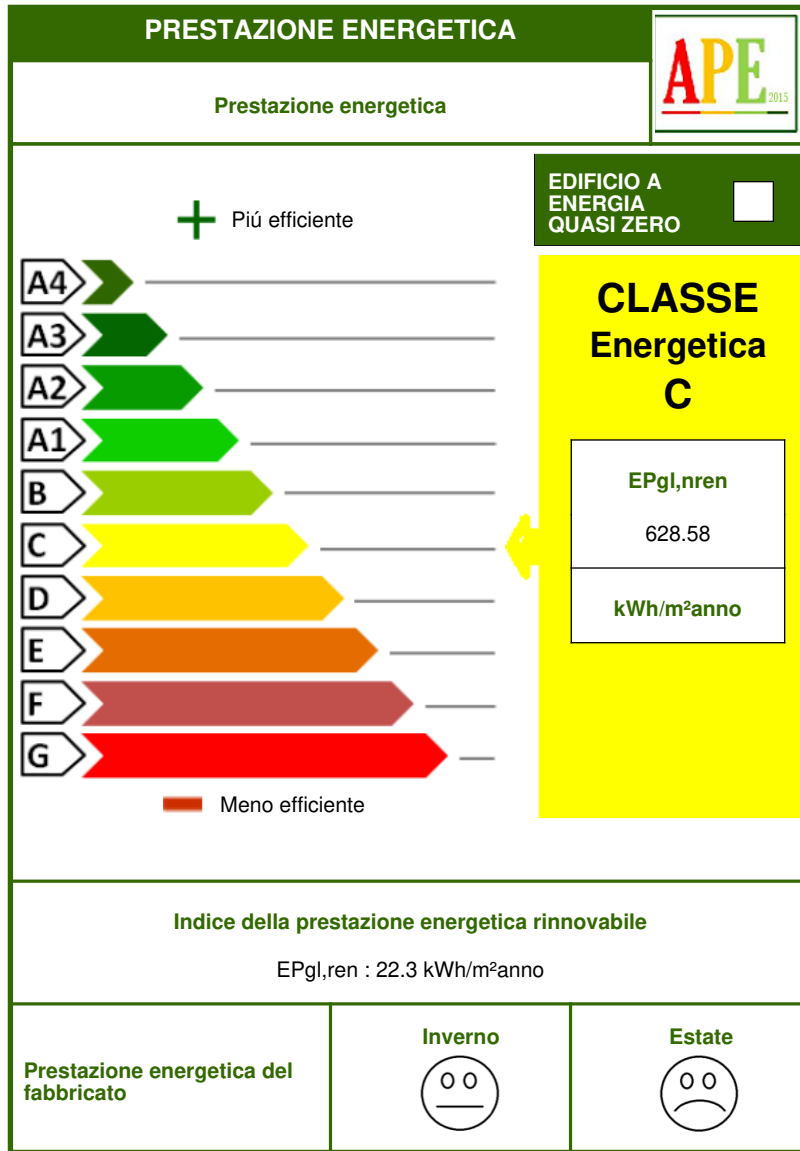 PRESTAZIONE ENERGETICA
APE 2015
Prestazione energetica
EDIFICIO A
ENERGIA
QUASI ZERO
Piú efficiente
A4
A3
A2
A1
B
C
D
E
F
G
Meno efficiente
CLASSE
Energetica
C
EPgl,nren
628.58
kWh/m²anno
Indice della prestazione energetica rinnovabile
EPgl,ren : 22.3 kWh/m²anno
Prestazione energetica del
fabbricato
Inverno
Estate